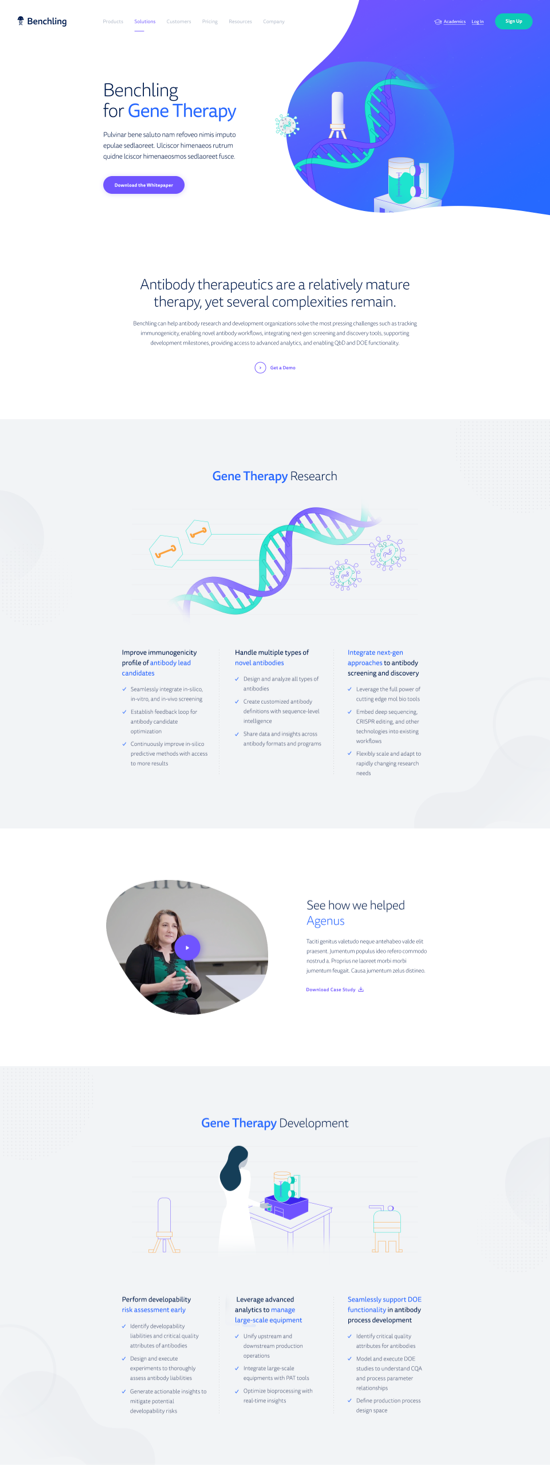 Benchling
Products Solutions Customers Pricing Resources Company
Academics Log In Sign Up
Benchling
for Gene Therapy
Pulvinar bene saluto nam refoveo nimis imputo
epulae sedlaoreet. Ulciscor himenaeos rutrum
quidne lciscor himenaeosmos sedlaoreet fusce.
Download the Whitepaper
Antibody therapeutics are a relatively mature
therapy, yet several complexities remain.
Benchling can help antibody research and development organizations solve the most pressing challenges such as tracking
immunogenicity, enabling novel antibody workflows, integrating next-gen screening and discovery tools, supporting
development milestones, providing access to advanced analytics, and enabling QbD and DOE functionality.
Get a Demo
Gene Therapy Research
Improve immunogenicity
profile of antibody lead
candidates
Seamlessly integrate in-silico,
in-vitro, and in-vivo screening
Establish feedback loop for
antibody candidate
optimization
Continuously improve in-silico
predictive methods with access
to more results
Handle multiple types of
novel antibodies
Design and analyze all types of
antibodies
Create customized antibody
definitions with sequence-level
intelligence
Share data and insights across
antibody formats and programs
Integrate next-gen
approaches to antibody
screening and discovery
Leverage the full power of
cutting edge mol bio tools
Embed deep sequencing,
CRISPR editing, and other
technologies into existing
workflows
Flexibly scale and adapt to
rapidly changing research
needs
See how we helped
Agenus
Taciti genitus valetudo neque antehabeo valde elit
praesent. Jumentum populus ideo refero commodo
nostrud a. Proprius ne laoreet morbi morbi
jumentum feugait. Causa jumentum zelus distineo.
Download Case Study
Gene Therapy Development
Perform developability
risk assessment early
Identify developability
liabilities and critical quality
attributes of antibodies
Design and execute
experiments to thoroughly
assess antibody liabilities
Generate actionable insights to
mitigate potential
developability risks
Leverage advanced
analytics to manage
large-scale equipment
Unify upstream and
downstream production
operations
Integrate large-scale
equipments with PAT tools
Optimize bioprocessing with
real-time insights
Seamlessly support DOE
functionality in antibody
process development
Identify critical quality
attributes for antibodies
Model and execute DOE
studies to understand CQA
and process parameter
relationships
Define production process
design space